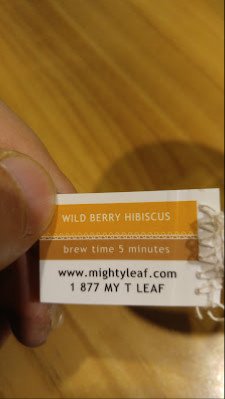 WILD BERRY HIBISCUS
brew time 5 minutes
www.mightyleaf.com
1 877 MY T LEAF